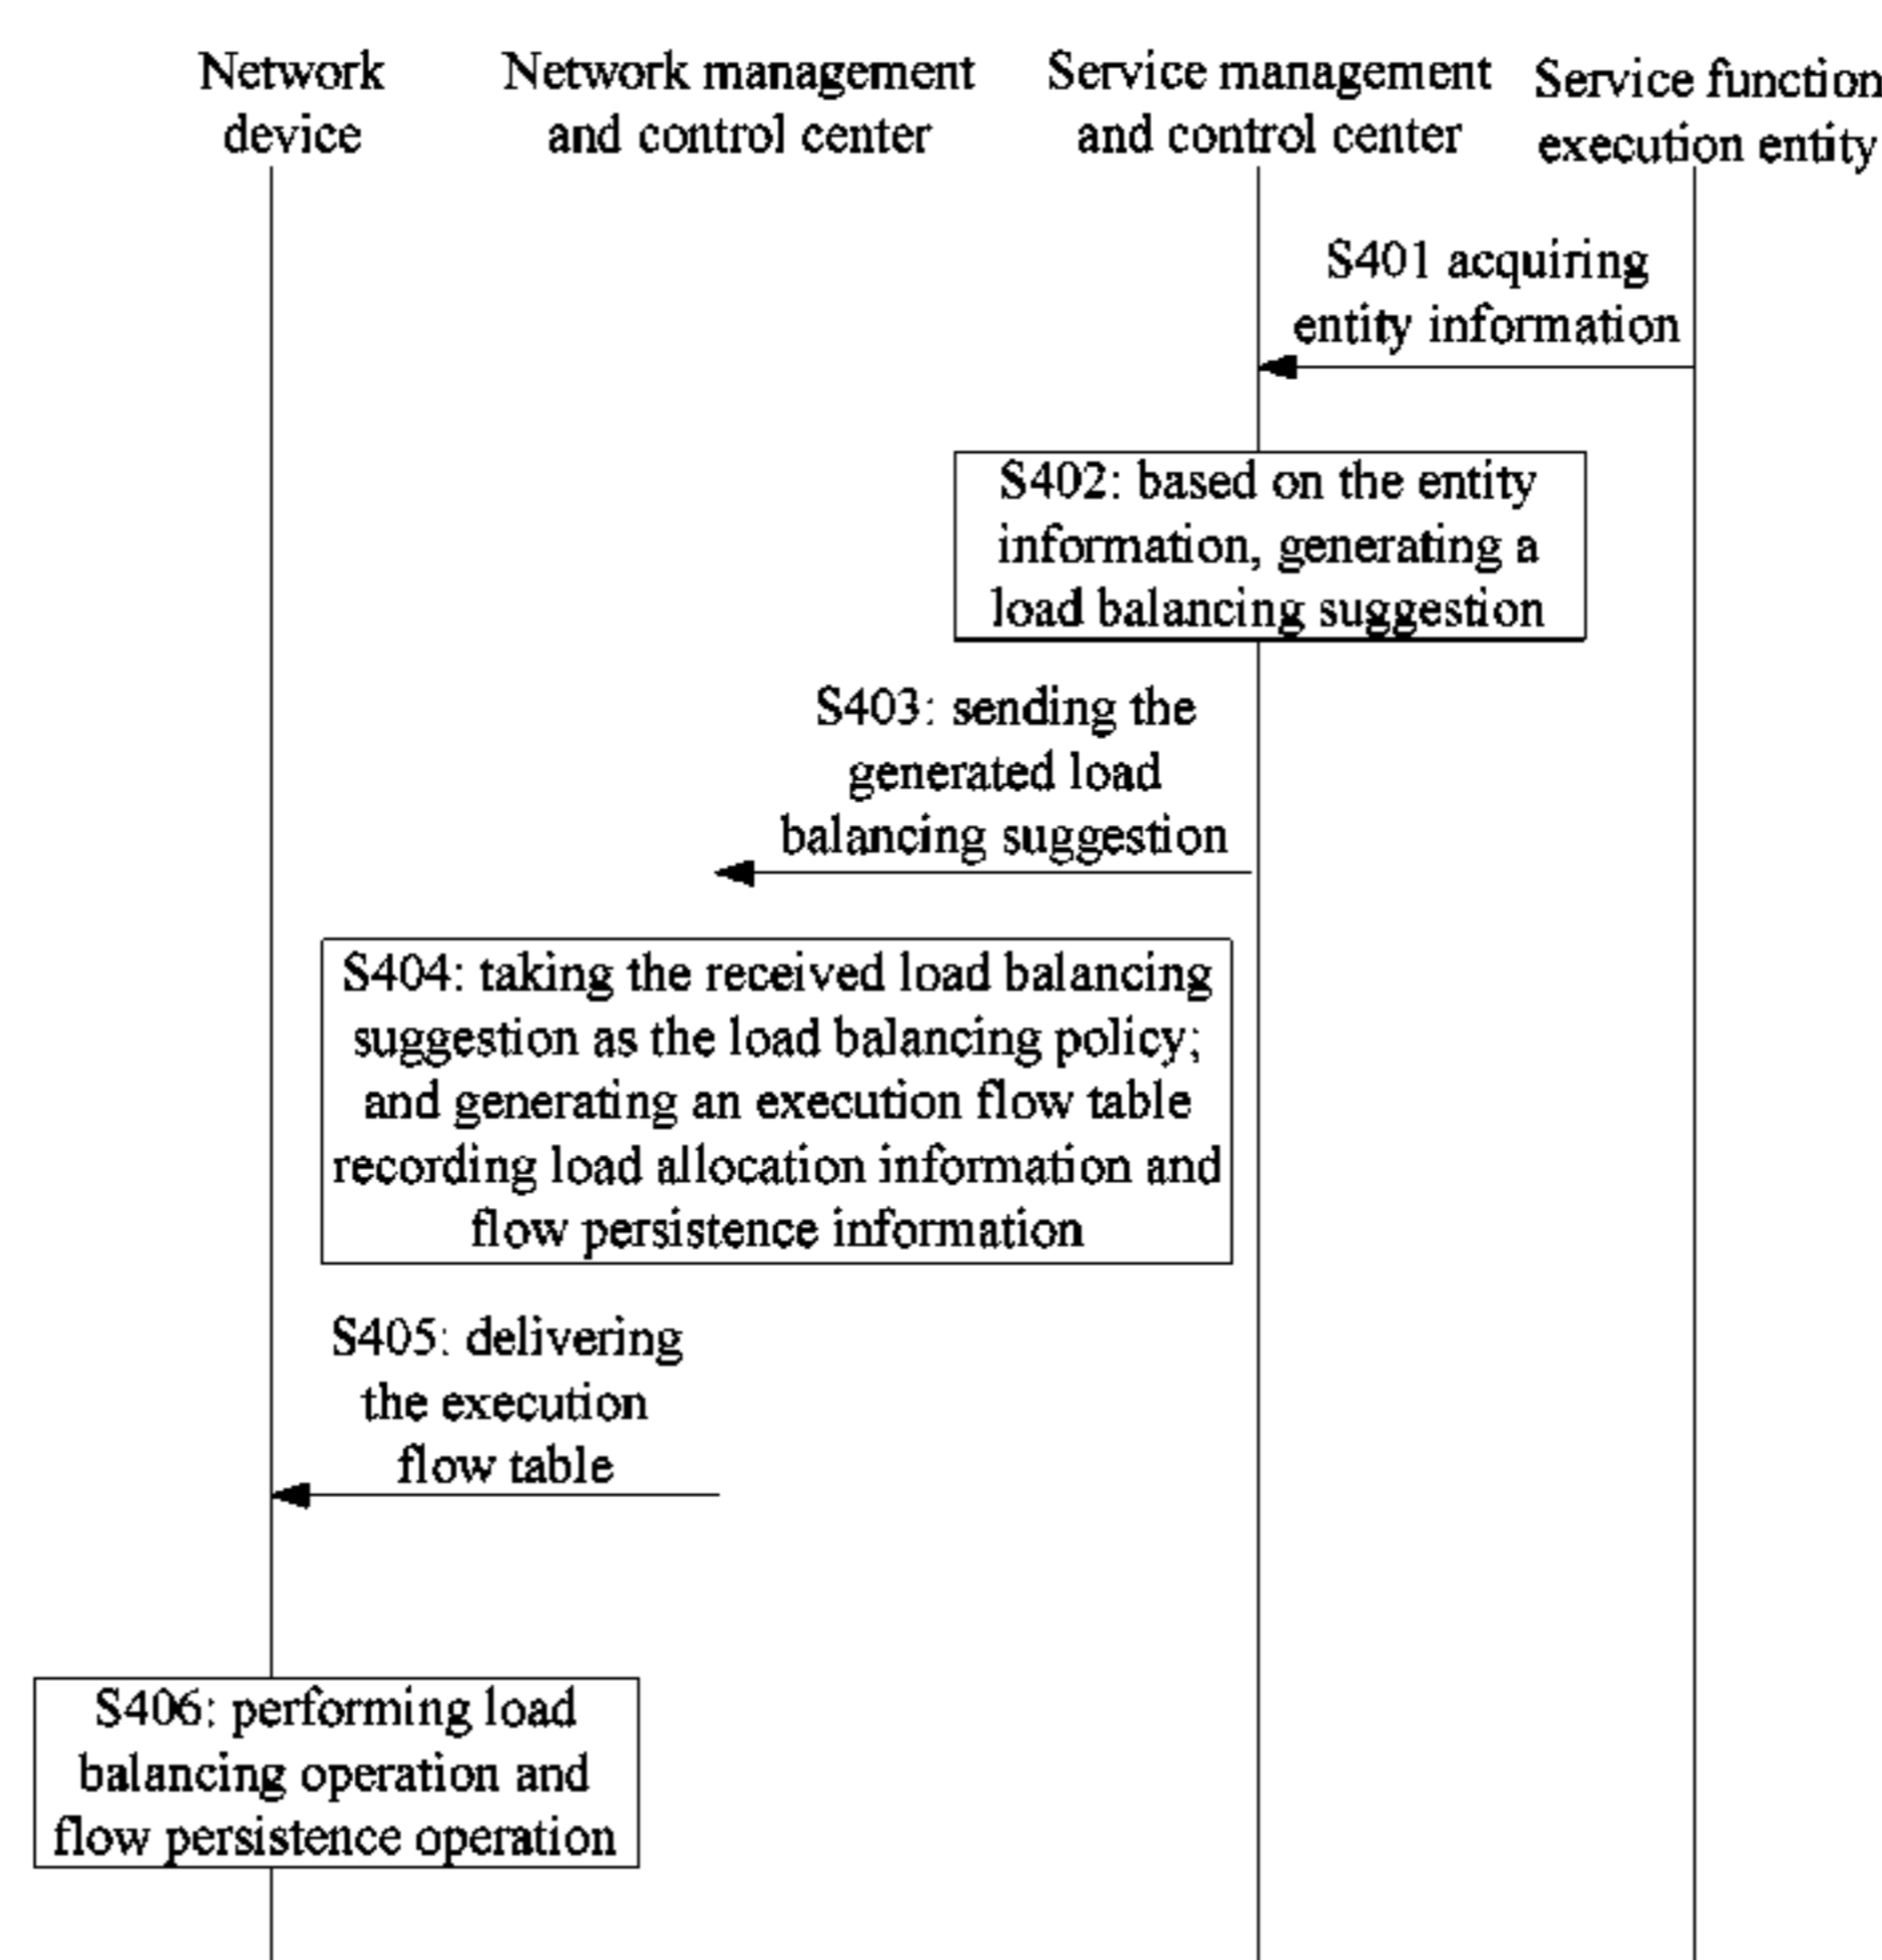 Network
device
Network management
and control center
Service management
and control center
Service function
execution entity
S401 acquiring
entity information
S402: based on the entity
information, generating a
load balancing suggestion
S403: sending the
generated load
balancing suggestion
S404: taking the received load balancing
suggestion as the load balancing policy;
and generating an execution flow table
recording load allocation information and
flow persistence information
S405: delivering
the execution
flow table
S406: performing load
balancing operation and
flow persistence operation